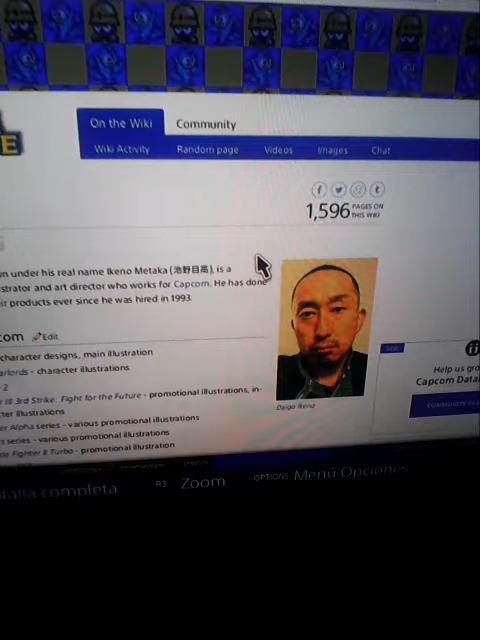 E
On the Wiki Community
Wiki Activity Random page Videos Images Chat
1,596 PAGES ON
THIS WIKI
n under his real name Ikeno Metaka (池野目高), is a
strator and art director who works for Capcom. He has done
ir products ever since he was hired in 1993.
com Edit
character designs, main illustration
arlords - character illustrations
2
r III 3rd Strike: Fight for the Future - promotional illustrations, in-
ter illustrations
er Alpha series - various promotional illustrations
s series - various promotional illustrations
de Fighter II Turbo - promotional illustration
Daigo Ikeno
Help us gro
Capcom Data
talla completa R3 Zoom OPTIONS Menú Opciones